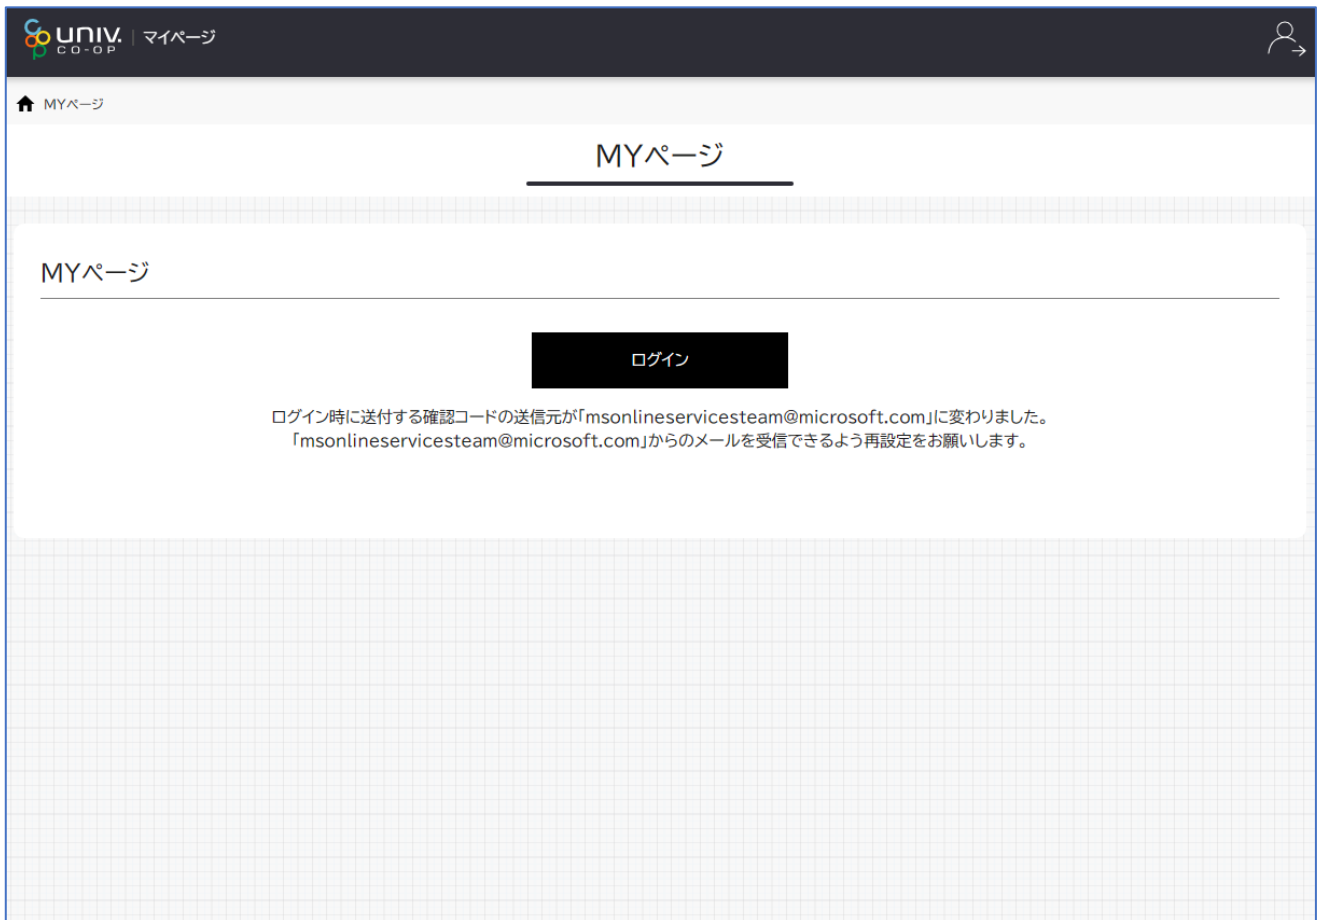 UNIV. CO-OP マイページ
MYページ
MYページ
MYページ
ログイン
ログイン時に送付する確認コードの送信元が「msonlineservicesteam@microsoft.com」に変わりました。
「msonlineservicesteam@microsoft.com」からのメールを受信できるよう再設定をお願いします。